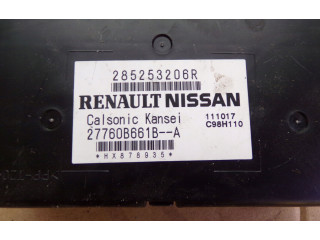 285253206R
RENAULT NISSAN
Calsonic Kansei 111017
27760B661B--A C98H110
*HX878935*